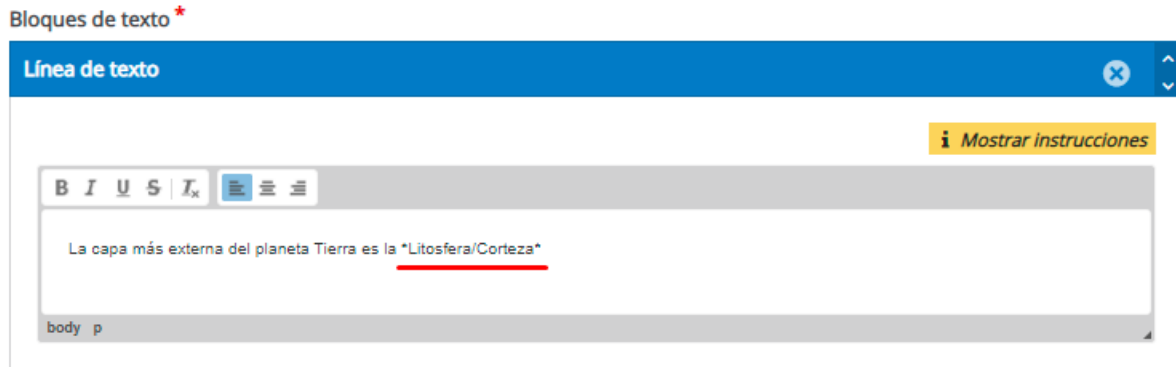 Bloques de texto *
Línea de texto
i Mostrar instrucciones
B I U S Tx
La capa más externa del planeta Tierra es la *Litosfera/Corteza*
body p